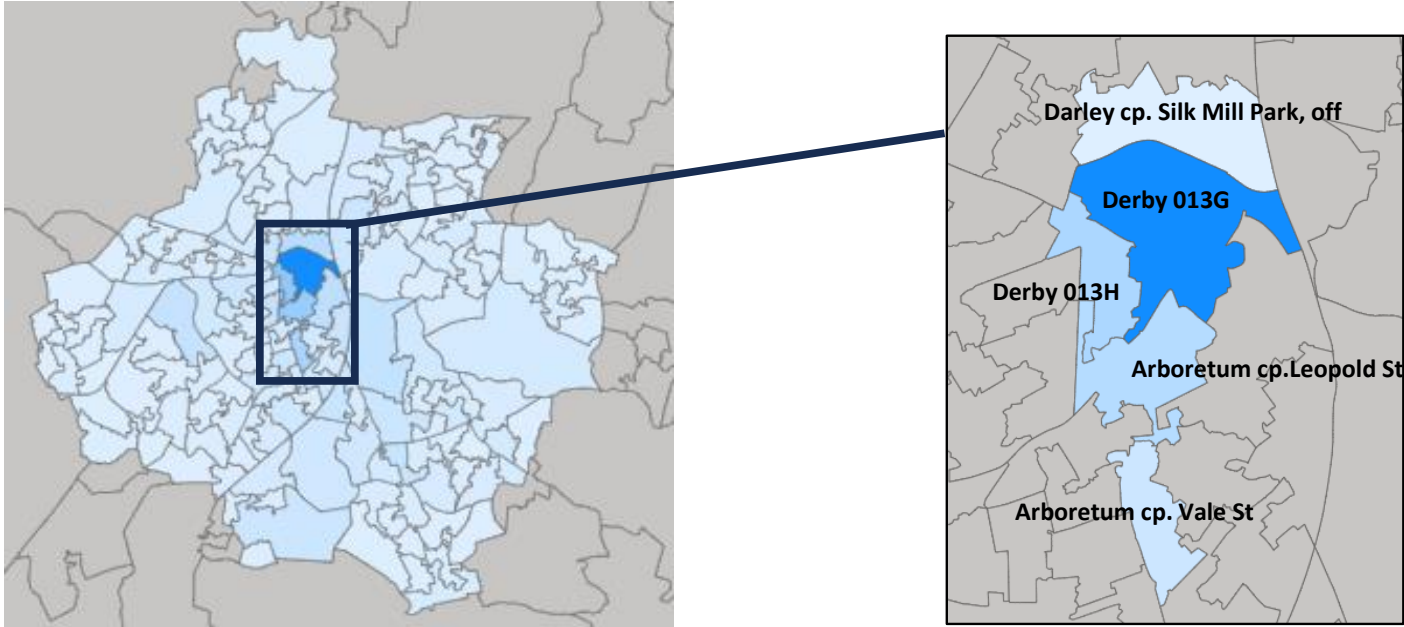 Darley cp. Silk Mill Park, off
Derby 013G
Derby 013H
Arboretum cp.Leopold St
Arboretum cp. Vale St